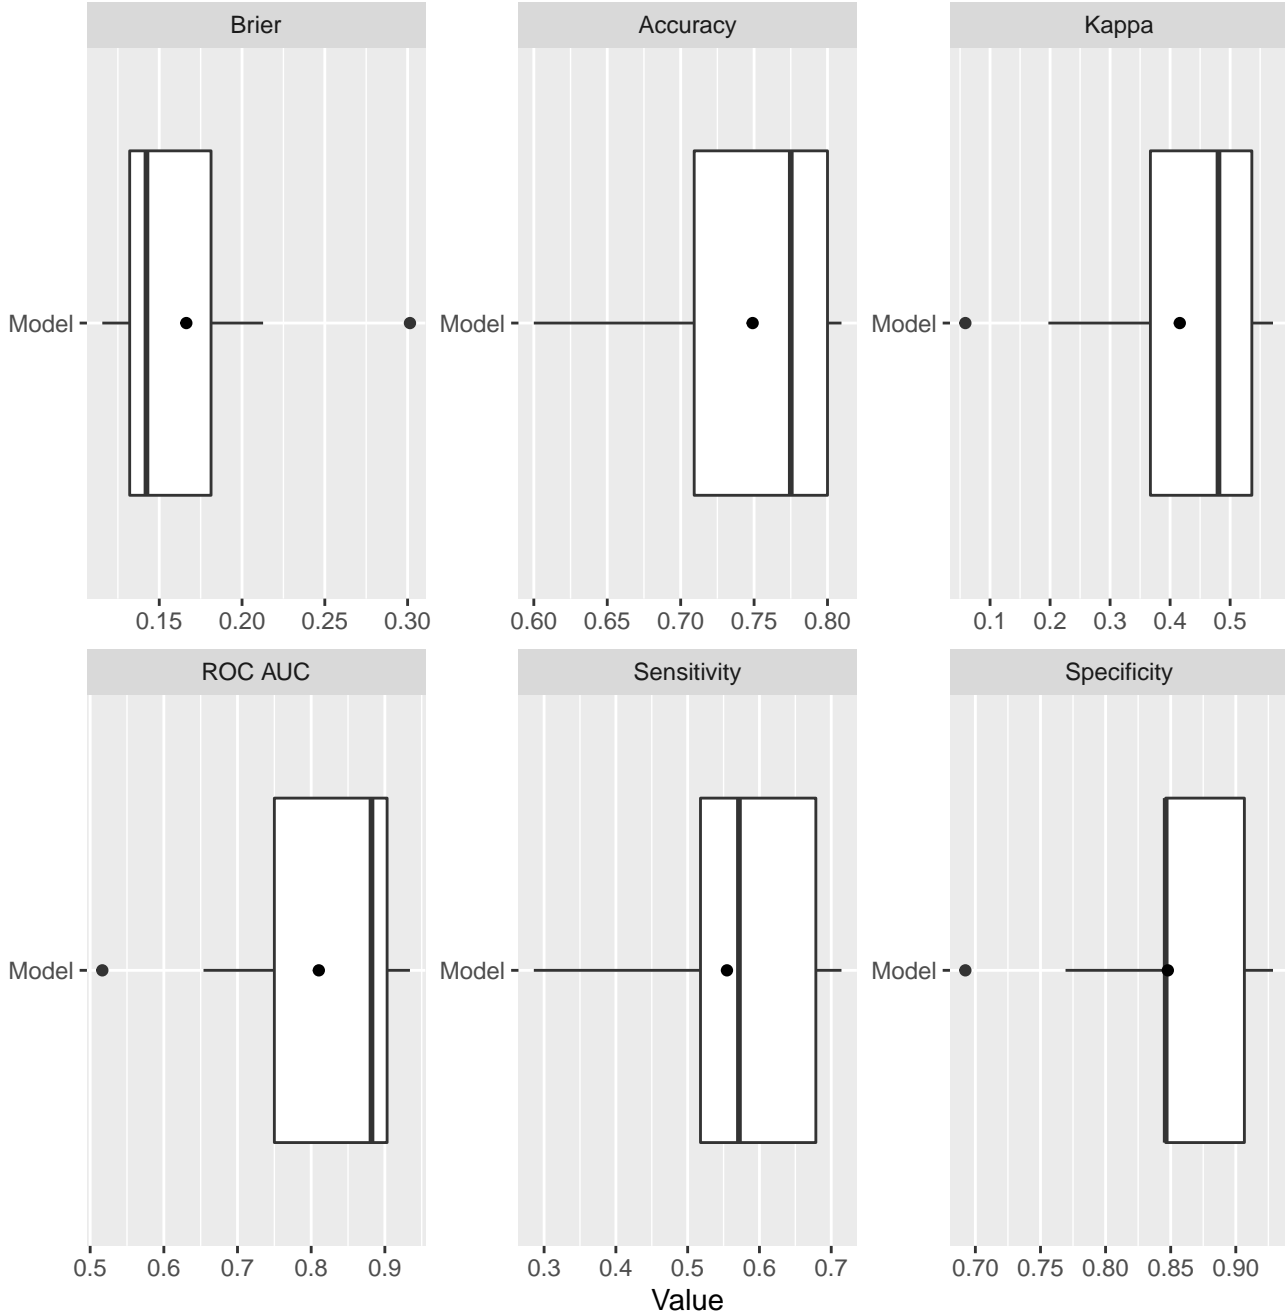 Brier Accuracy Kappa
Model Model Model
0.15 0.20 0.25 0.30 0.60 0.65 0.70 0.75 0.80 0.1 0.2 0.3 0.4 0.5
ROC AUC Sensitivity Specificity
Model Model Model
0.5 0.6 0.7 0.8 0.9 0.3 0.4 0.5 0.6 0.7 0.70 0.75 0.80 0.85 0.90
Value